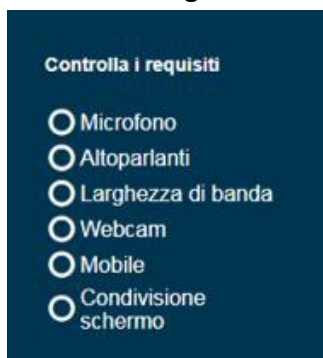 Controlla i requisiti
Microfono
Altoparlanti
Larghezza di banda
Webcam
Mobile
Condivisione
schermo